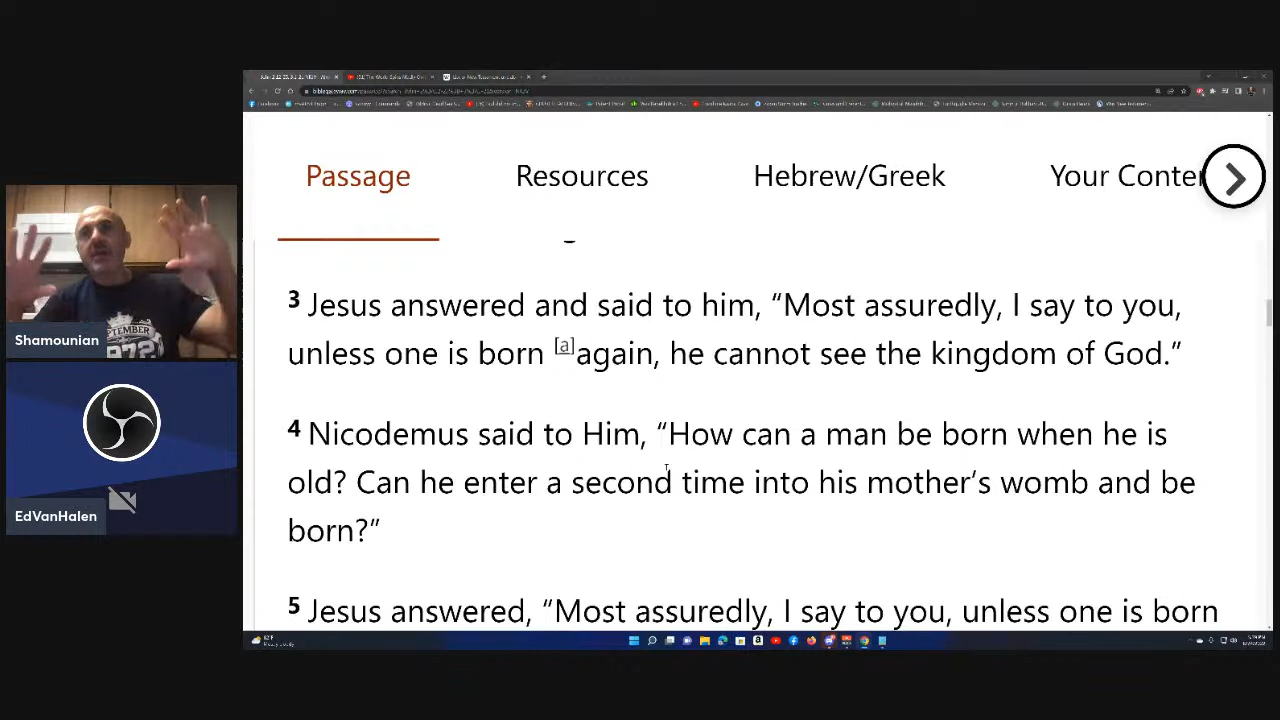 Passage
Resources
Hebrew/Greek
Your Conten
3 Jesus answered and said to him, “Most assuredly, I say to you,
unless one is born [a]again, he cannot see the kingdom of God.”
4 Nicodemus said to Him, “How can a man be born when he is
old? Can he enter a second time into his mother’s womb and be
born?”
5 Jesus answered, “Most assuredly, I say to you, unless one is born
Shamounian
EdVanHalen